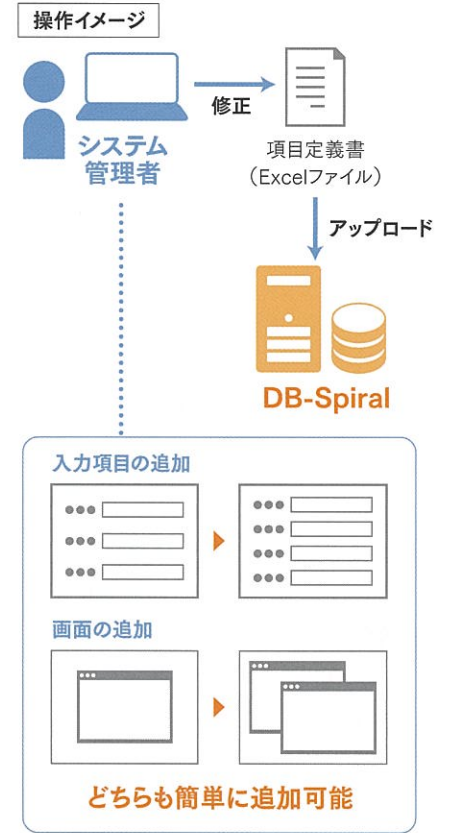 操作イメージ
修正
システム
管理者
項目定義書
（Excelファイル）
アップロード
DB-Spiral
入力項目の追加
画面の追加
どちらも簡単に追加可能